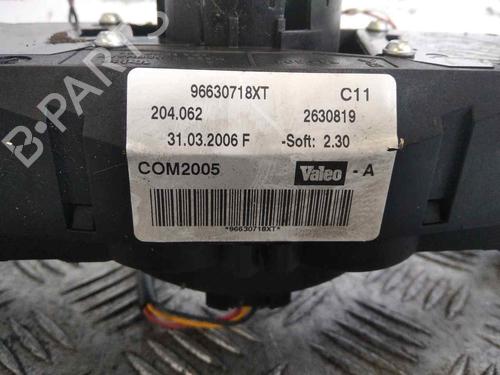 96630718XT C11
204.062 2630819
31.03.2006 F -Soft: 2.30
COM2005 Valeo - A
*96630718XT*
B-PARTS